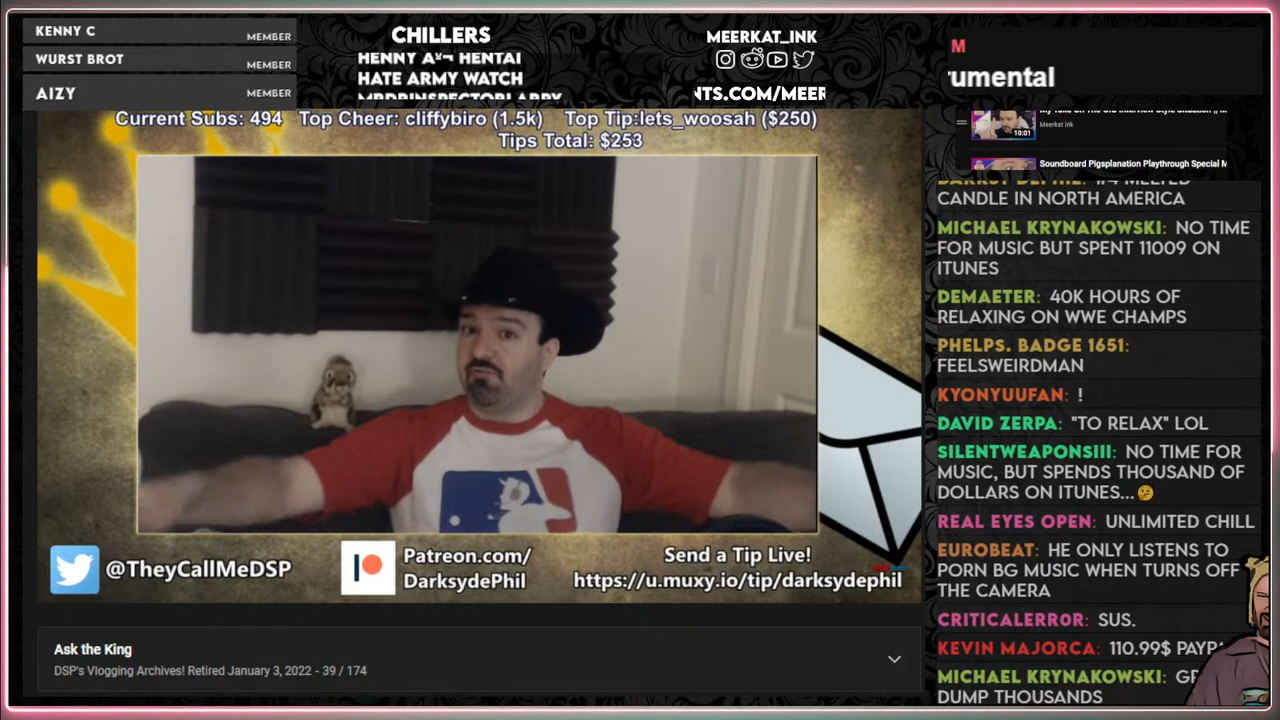 KENNY C
MEMBER
WURST BROT
MEMBER
AIZY
MEMBER
CHILLERS
HENNY A¥¬ HENTAI
HATE ARMY WATCH
MRDRINSPECTORLARRY
MEERKAT_INK
NTS.COM/MEER
M
umental
10:01
Meerkat Ink
Soundboard Pigsplanation Playthrough Special M
Current Subs: 494 Top Cheer: cliffybiro (1.5k) Top Tip:lets_woosah ($250)
Tips Total: $253
@TheyCallMeDSP
Patreon.com/
DarksydePhil
Send a Tip Live!
https://u.muxy.io/tip/darksydephil
Ask the King
DSP's Vlogging Archives! Retired January 3, 2022 - 39 / 174
CANDLE IN NORTH AMERICA
MICHAEL KRYNAKOWSKI: NO TIME
FOR MUSIC BUT SPENT 11009 ON
ITUNES
DEMAETER: 40K HOURS OF
RELAXING ON WWE CHAMPS
PHELPS. BADGE 1651:
FEELSWEIRDMAN
KYONYUUFAN: !
DAVID ZERPA: "TO RELAX" LOL
SILENTWEAPONSIII: NO TIME FOR
MUSIC, BUT SPENDS THOUSAND OF
DOLLARS ON ITUNES...🤔
REAL EYES OPEN: UNLIMITED CHILL
EUROBEAT: HE ONLY LISTENS TO
PORN BG MUSIC WHEN TURNS OFF
THE CAMERA
CRITICALERROR: SUS.
KEVIN MAJORCA: 110.99$ PAYP
MICHAEL KRYNAKOWSKI: GR
DUMP THOUSANDS